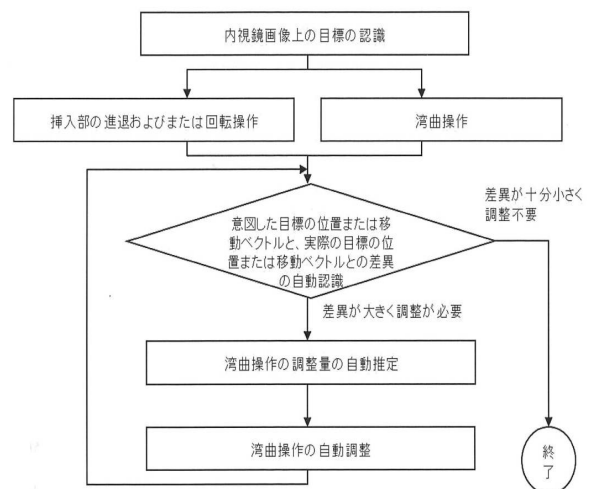 内視鏡画像上の目標の認識
挿入部の進退およびまたは回転操作
湾曲操作
差異が十分小さく
調整不要
意図した目標の位置または移
動ベクトルと、実際の目標の位
置または移動ベクトルとの差異
の自動認識
差異が大きく調整が必要
湾曲操作の調整量の自動推定
湾曲操作の自動調整
終
了